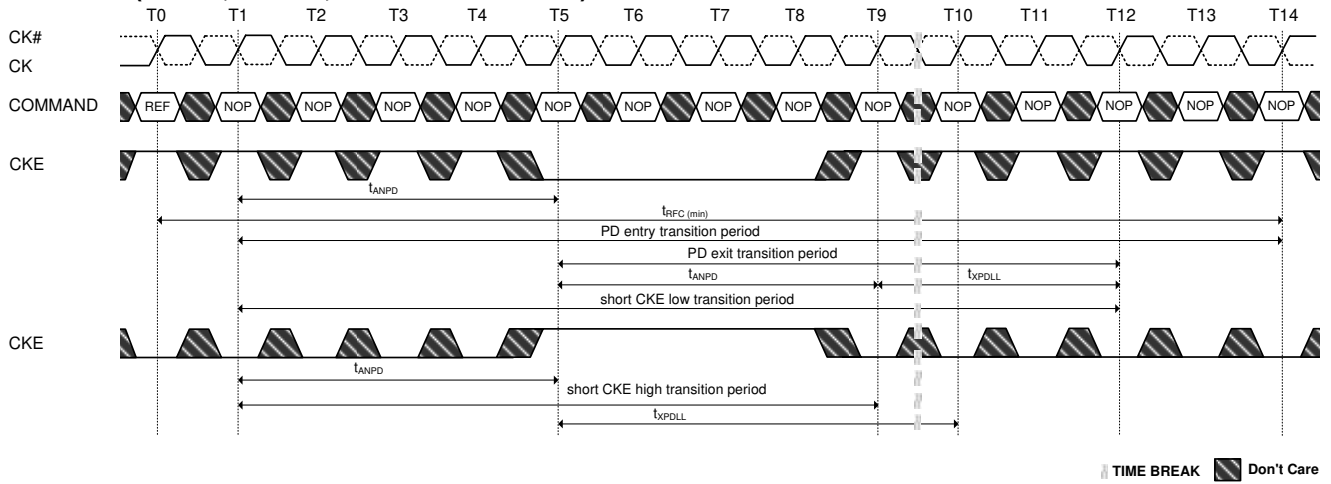 T0 T1 T2 T3 T4 T5 T6 T7 T8 T9 T10 T11 T12 T13 T14
CK#
CK
COMMAND REF NOP NOP NOP NOP NOP NOP NOP NOP NOP NOP NOP NOP NOP NOP
CKE
tANPD
tRFC (min)
PD entry transition period
PD exit transition period
tANPD tXPDLL
short CKE low transition period
CKE
tANPD
short CKE high transition period
tXPDLL
TIME BREAK Don't Care